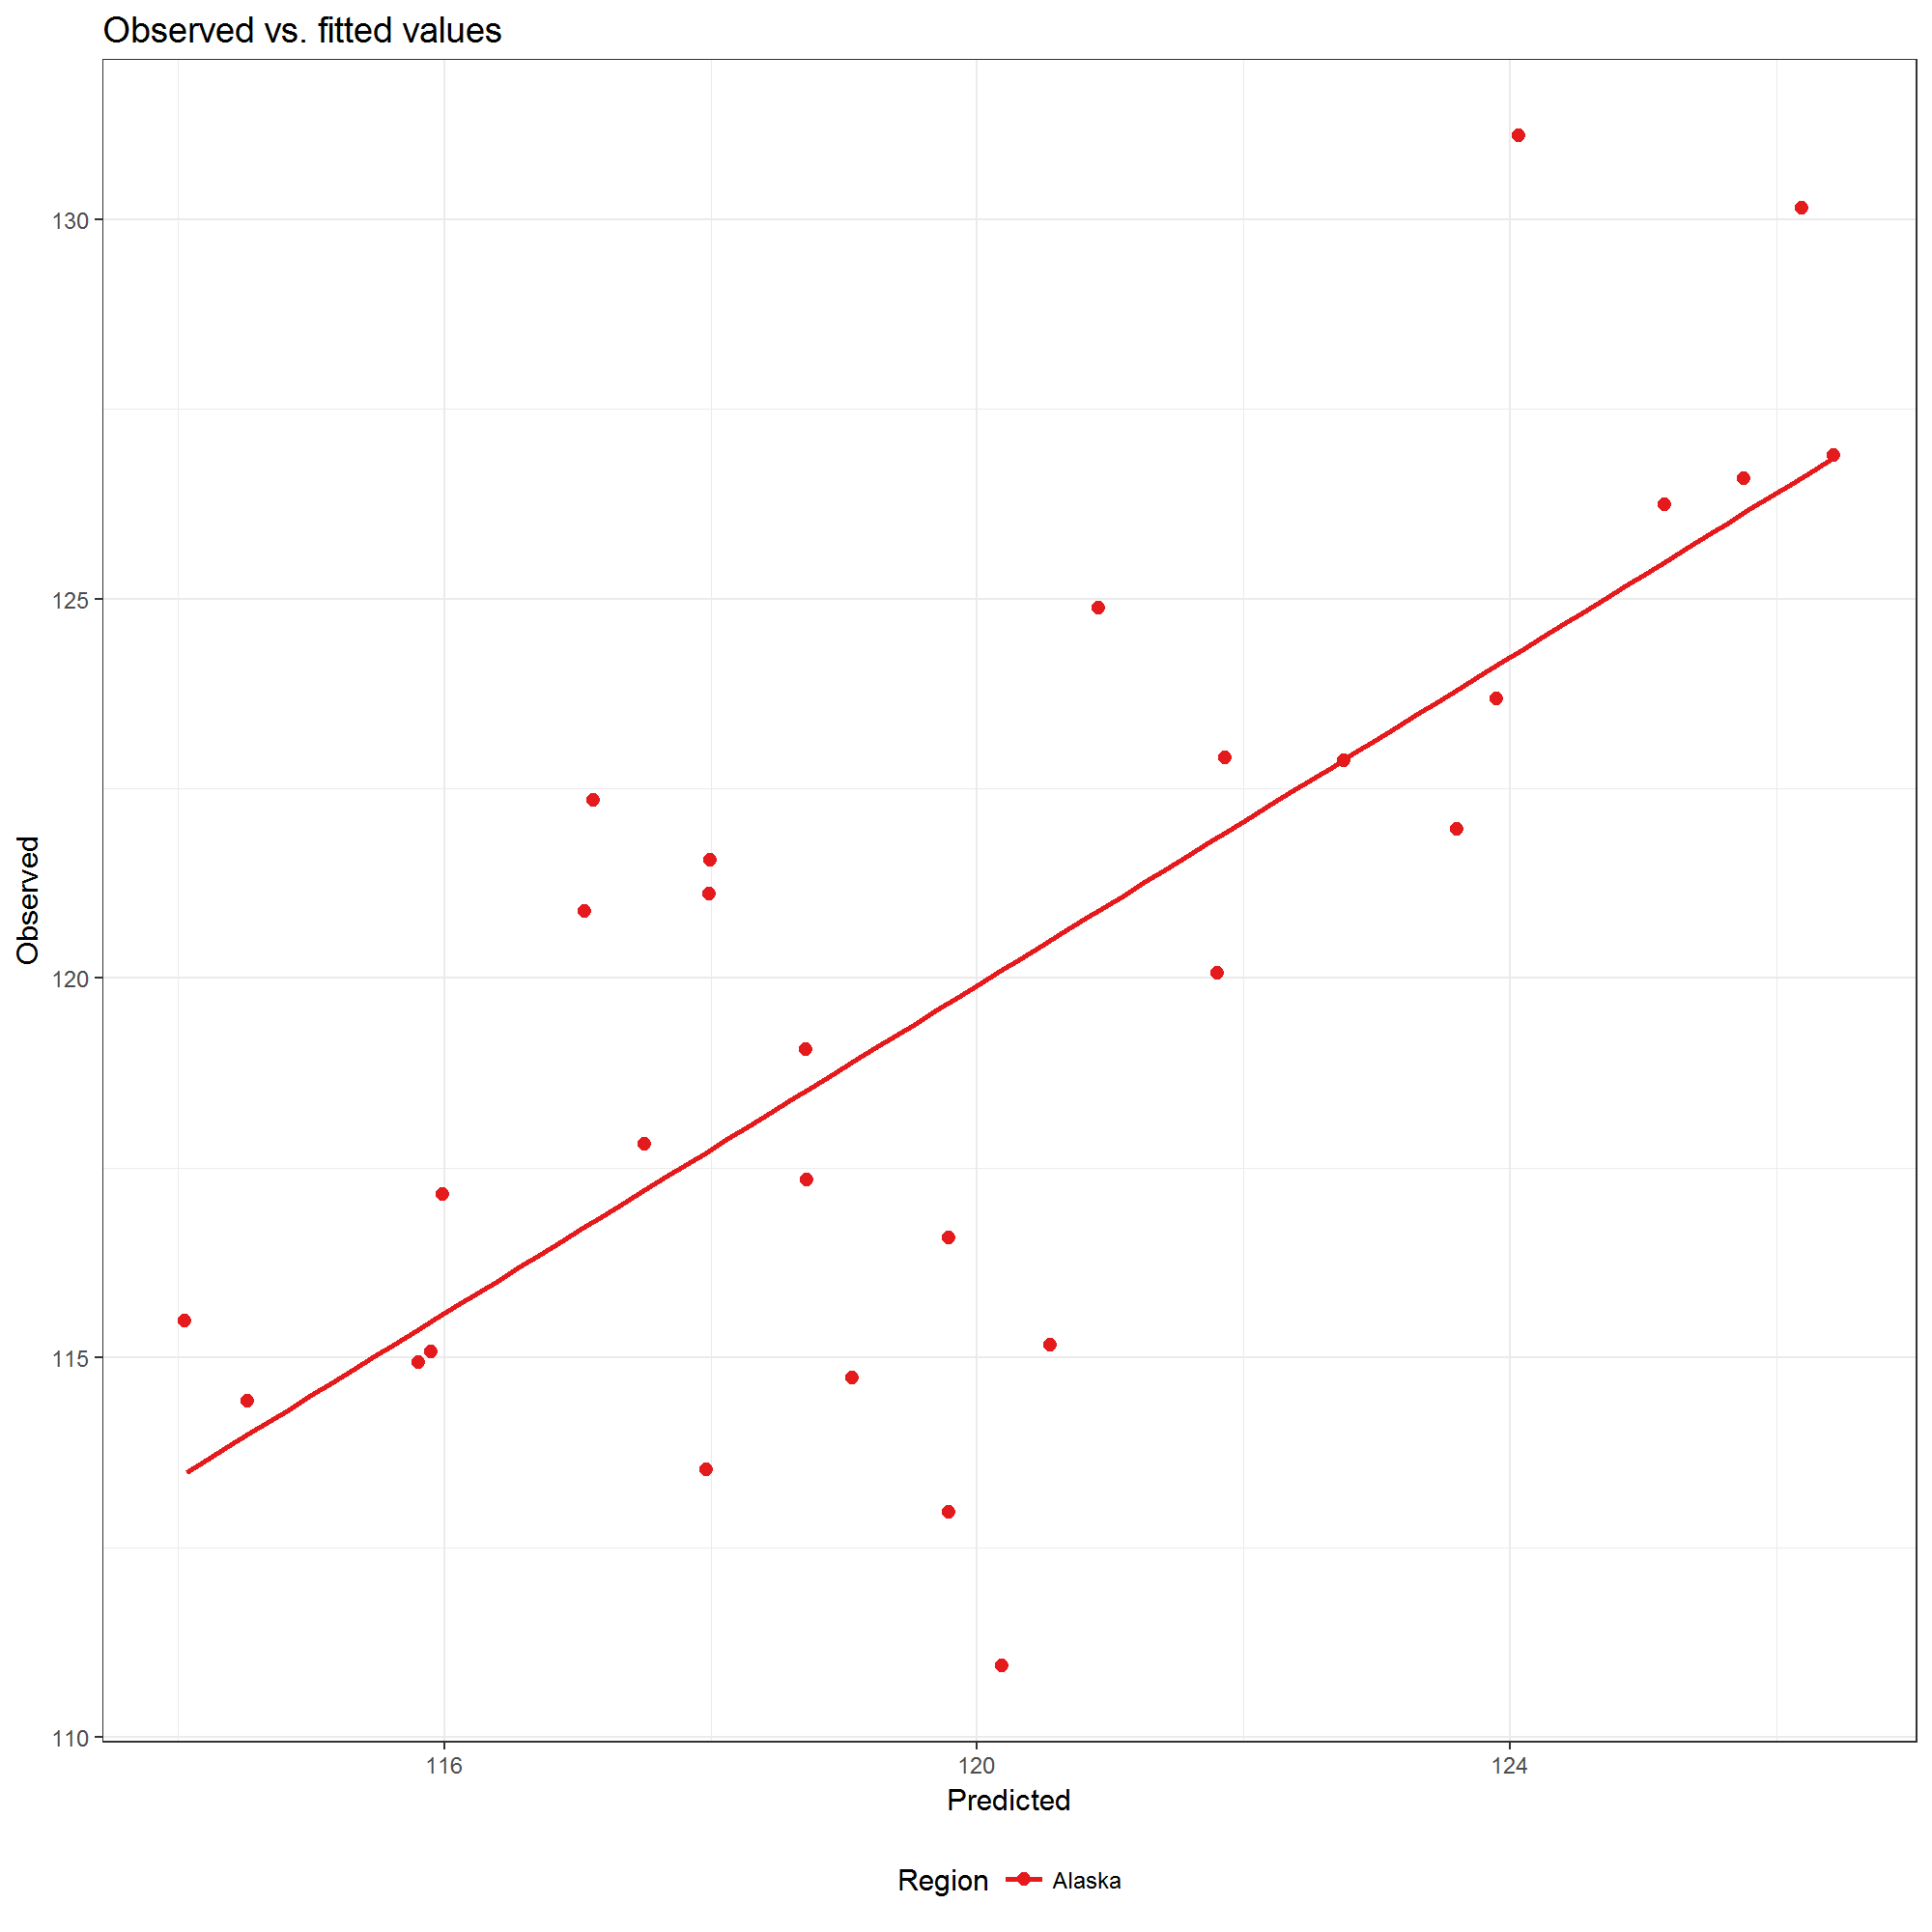 Observed vs. fitted values
130
125
120
115
110
Observed
116 120 124
Predicted
Region Alaska